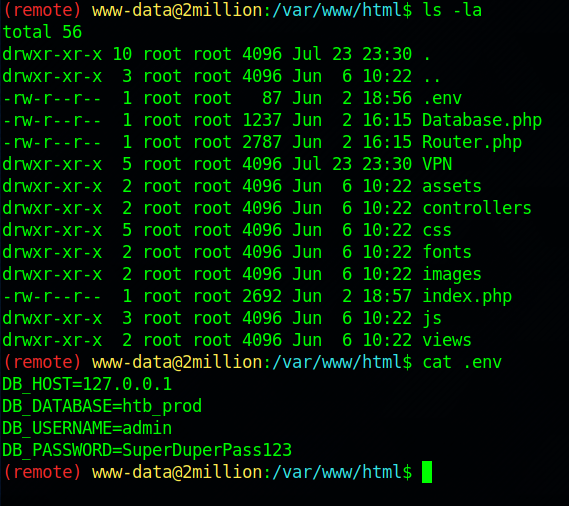 (remote) www-data@2million:/var/www/html$ ls -la
total 56
drwxr-xr-x 10 root root 4096 Jul 23 23:30 .
drwxr-xr-x  3 root root 4096 Jun  6 10:22 ..
-rw-r--r--  1 root root   87 Jun  2 18:56 .env
-rw-r--r--  1 root root 1237 Jun  2 16:15 Database.php
-rw-r--r--  1 root root 2787 Jun  2 16:15 Router.php
drwxr-xr-x  5 root root 4096 Jul 23 23:30 VPN
drwxr-xr-x  2 root root 4096 Jun  6 10:22 assets
drwxr-xr-x  2 root root 4096 Jun  6 10:22 controllers
drwxr-xr-x  5 root root 4096 Jun  6 10:22 css
drwxr-xr-x  2 root root 4096 Jun  6 10:22 fonts
drwxr-xr-x  2 root root 4096 Jun  6 10:22 images
-rw-r--r--  1 root root 2692 Jun  2 18:57 index.php
drwxr-xr-x  3 root root 4096 Jun  6 10:22 js
drwxr-xr-x  2 root root 4096 Jun  6 10:22 views
(remote) www-data@2million:/var/www/html$ cat .env
DB_HOST=127.0.0.1
DB_DATABASE=htb_prod
DB_USERNAME=admin
DB_PASSWORD=SuperDuperPass123
(remote) www-data@2million:/var/www/html$